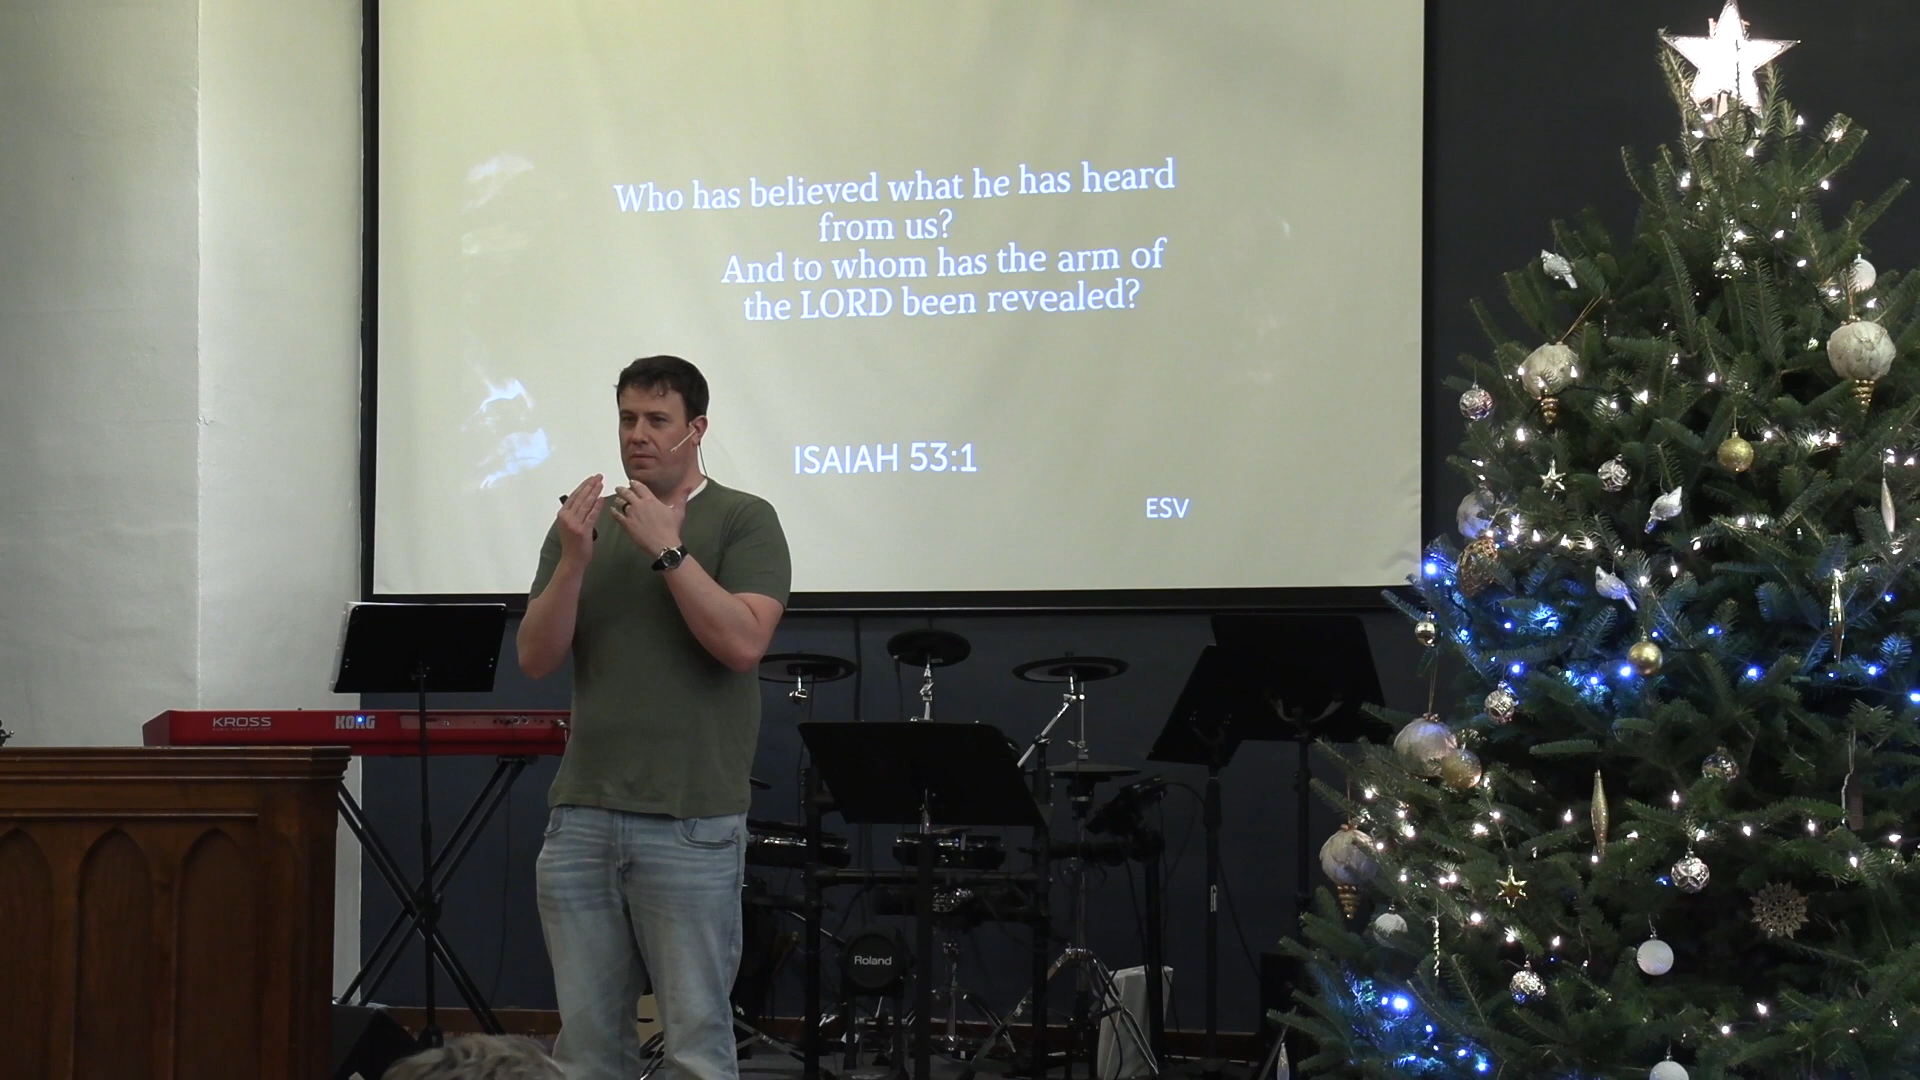 Who has believed what he has heard
from us?
And to whom has the arm of
the LORD been revealed?
ISAIAH 53:1
ESV
KROSS
KORG
Roland